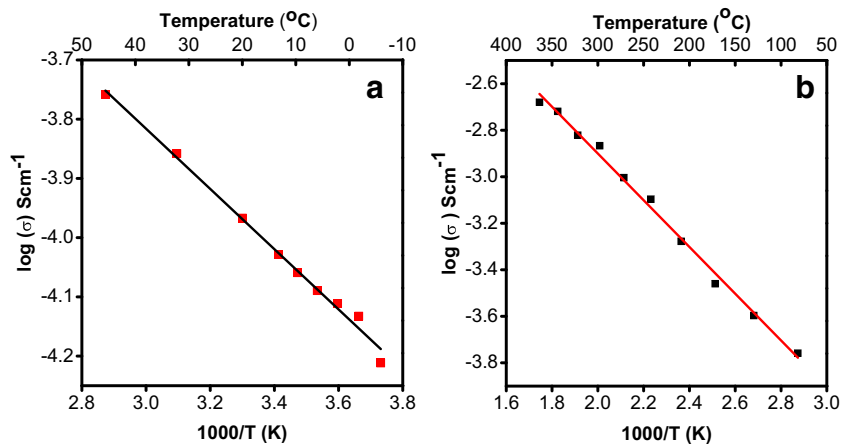 Temperature (°C)
50 40 30 20 10 0 -10
a
-3.7
-3.8
-3.9
-4.0
-4.1
-4.2
log (σ) Scm-1
2.8 3.0 3.2 3.4 3.6 3.8
1000/T (K)
Temperature (°C)
400 350 300 250 200 150 100 50
b
-2.6
-2.8
-3.0
-3.2
-3.4
-3.6
-3.8
log (σ ) Scm-1
1.6 1.8 2.0 2.2 2.4 2.6 2.8 3.0
1000/T (K)